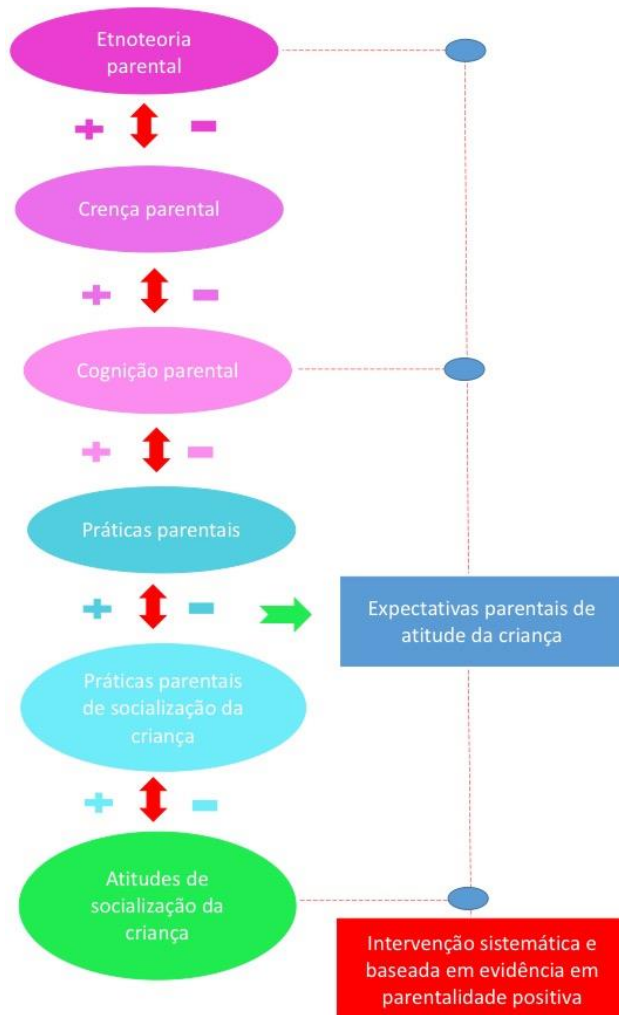 Etnoteoria
parental
+ -
Crença parental
+ -
Cognição parental
+ -
Práticas parentais
+ -
Expectativas parentais de
atitude da criança
Práticas parentais
de socialização da
criança
+ -
Atitudes de
socialização da
criança
Intervenção sistemática e
baseada em evidência em
parentalidade positiva